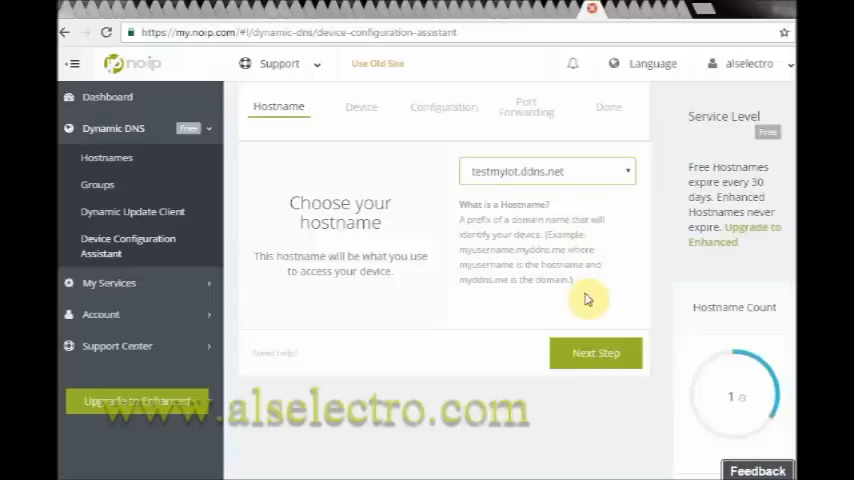 https://my.noip.com/#!/dynamic-dns/device-configuration-assistant
noip
Support
Use Old Site
Language
alselectro
Dashboard
Dynamic DNS
Free
Hostnames
Groups
Dynamic Update Client
Device Configuration
Assistant
My Services
Account
Support Center
Upgrade to Enhanced
Hostname
Device
Configuration
Port
Forwarding
Done
Choose your
hostname
This hostname will be what you use
to access your device.
testmyiot.ddns.net
What is a Hostname?
A prefix of a domain name that will
identify your device. (Example:
myusername.myddns.me where
myusername is the hostname and
myddns.me is the domain.)
Need help?
Next Step
Service Level
Free
Free Hostnames
expire every 30
days. Enhanced
Hostnames never
expire. Upgrade to
Enhanced
Hostname Count
1 /3
Feedback
www.alselectro.com